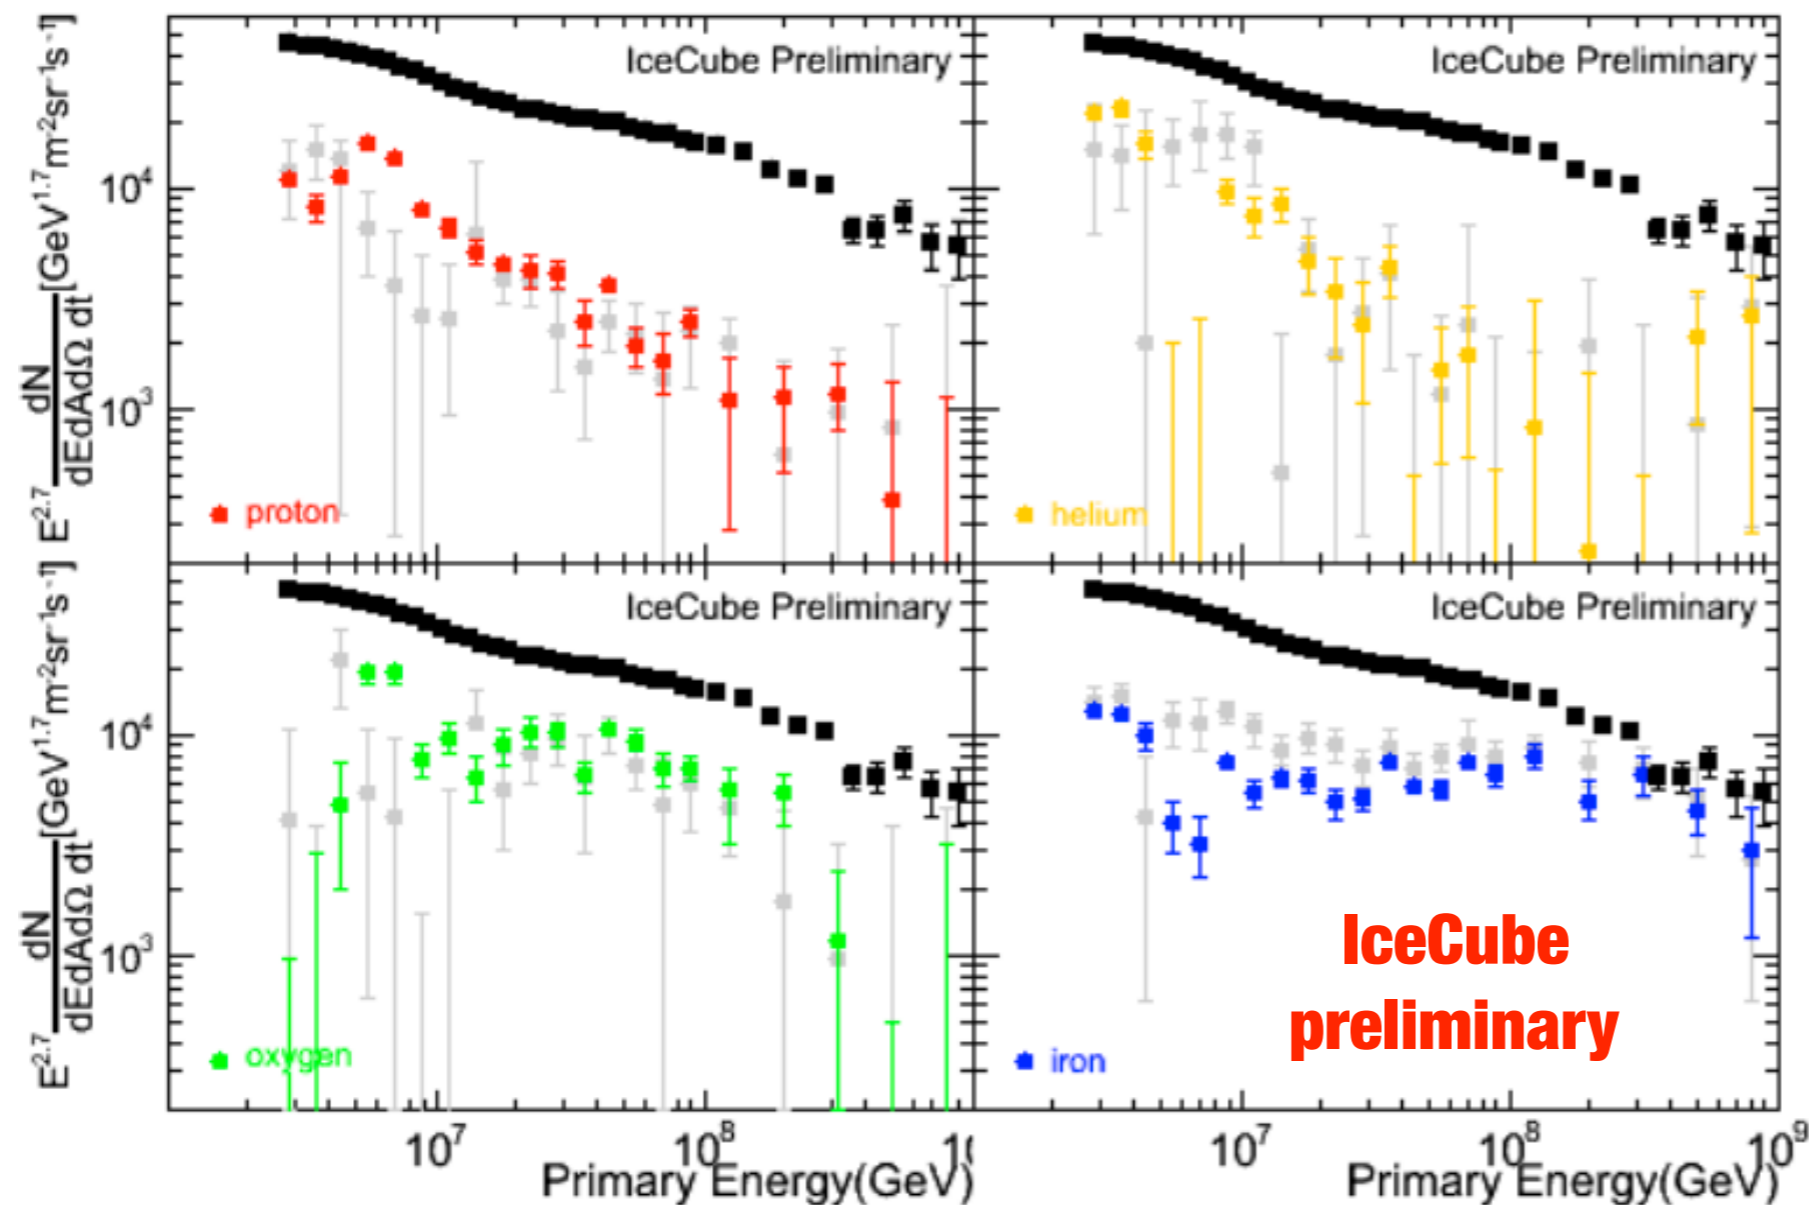 E^2.7 dN/dEdAdΩ dt [GeV^1.7 m^-2 sr^-1 s^-1]
IceCube Preliminary
10^4
10^3
proton
IceCube Preliminary
helium
E^2.7 dN/dEdAdΩ dt [GeV^1.7 m^-2 sr^-1 s^-1]
IceCube Preliminary
10^4
10^3
oxygen
IceCube Preliminary
iron
IceCube
preliminary
10^7 10^8
Primary Energy(GeV)
10^7 10^8 10^9
Primary Energy(GeV)